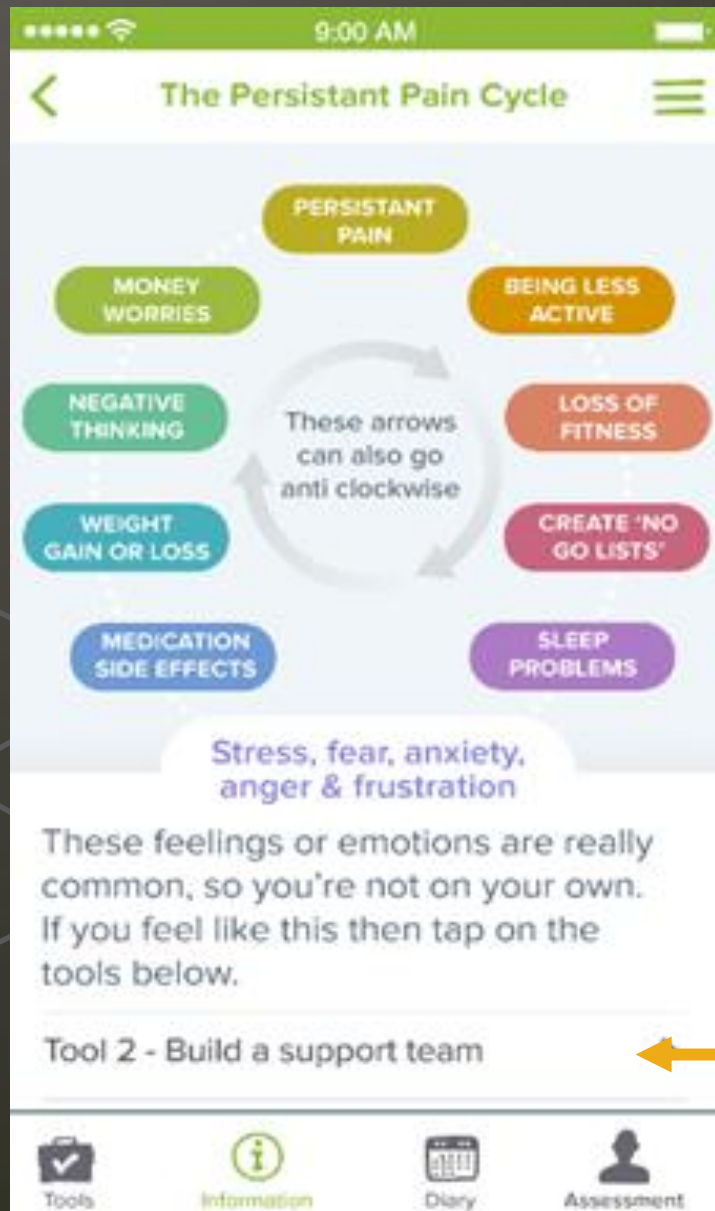 9:00 AM
The Persistant Pain Cycle
PERSISTANT
PAIN
MONEY
WORRIES
BEING LESS
ACTIVE
NEGATIVE
THINKING
These arrows
can also go
anti clockwise
LOSS OF
FITNESS
WEIGHT
GAIN OR LOSS
CREATE 'NO
GO LISTS'
MEDICATION
SIDE EFFECTS
SLEEP
PROBLEMS
Stress, fear, anxiety,
anger & frustration
These feelings or emotions are really
common, so you're not on your own.
If you feel like this then tap on the
tools below.
Tool 2 - Build a support team
Tools
Information
Diary
Assessment